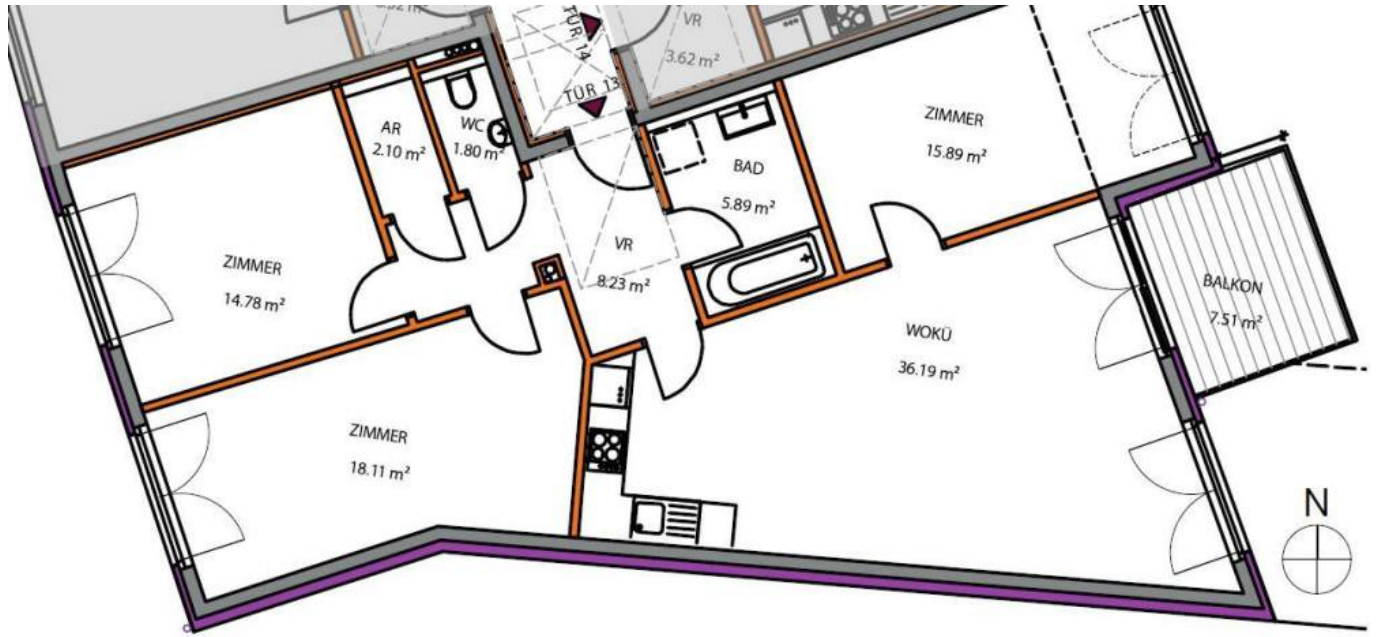 TÜR 14
VR
3.62 m²
TÜR 13
AR
2.10 m²
WC
1.80 m²
ZIMMER
15.89 m²
BAD
5.89 m²
VR
8.23 m²
ZIMMER
14.78 m²
BALKON
7.51 m²
WOKÜ
36.19 m²
ZIMMER
18.11 m²
N